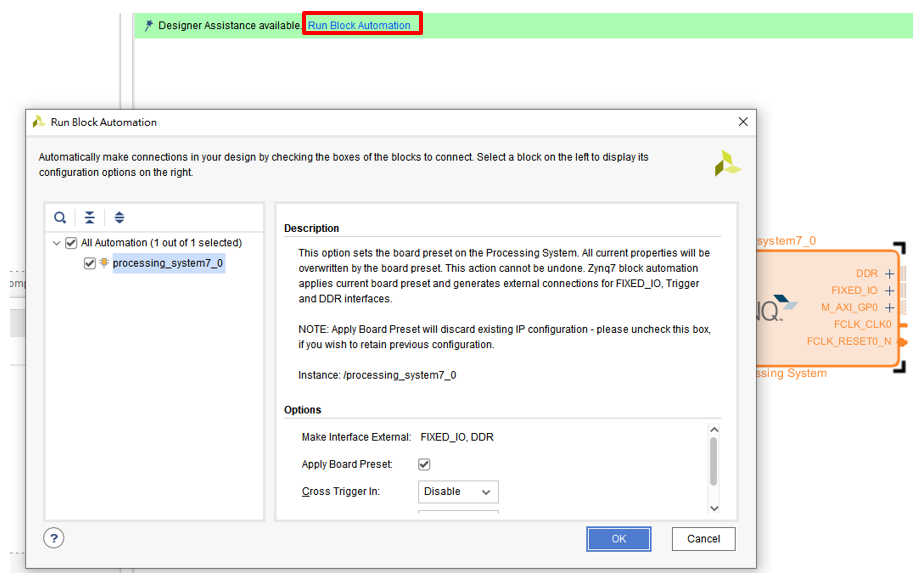 Designer Assistance available. Run Block Automation
Run Block Automation
Automatically make connections in your design by checking the boxes of the blocks to connect. Select a block on the left to display its
configuration options on the right.
All Automation (1 out of 1 selected)
processing_system7_0
Description
This option sets the board preset on the Processing System. All current properties will be
overwritten by the board preset. This action cannot be undone. Zynq7 block automation
applies current board preset and generates external connections for FIXED_IO, Trigger
and DDR interfaces.
NOTE: Apply Board Preset will discard existing IP configuration - please uncheck this box,
if you wish to retain previous configuration.
Instance: /processing_system7_0
Options
Make Interface External: FIXED_IO, DDR
Apply Board Preset:
Cross Trigger In: Disable
? OK Cancel
system7_0
DDR
FIXED_IO
M_AXI_GP0
FCLK_CLK0
FCLK_RESET0_N
NQ.
ssing System